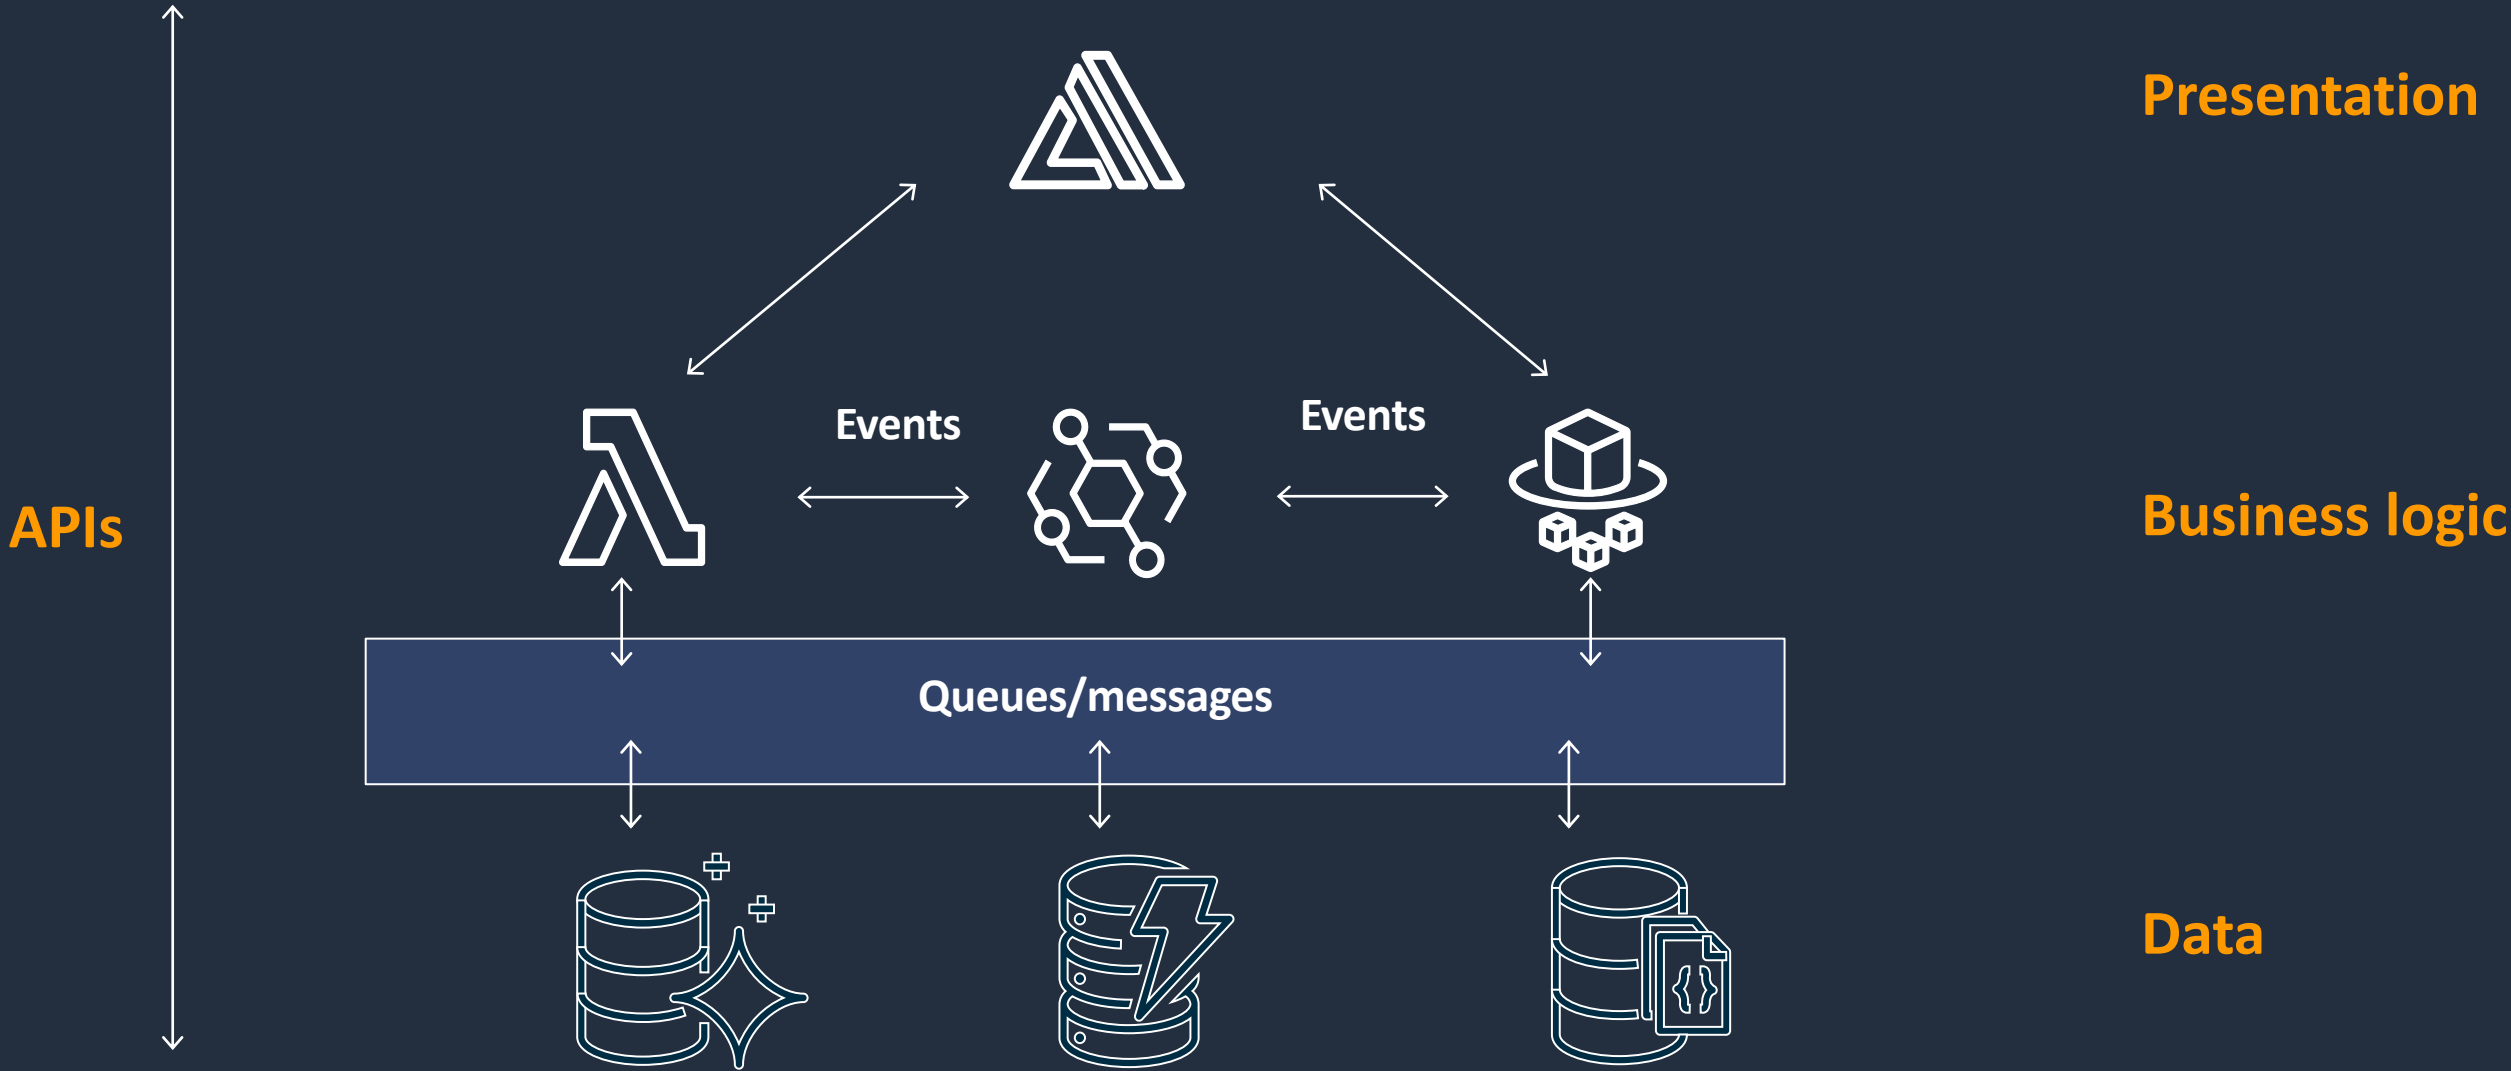 Presentation
Events
Events
APIs
Business logic
Queues/messages
Data
{}